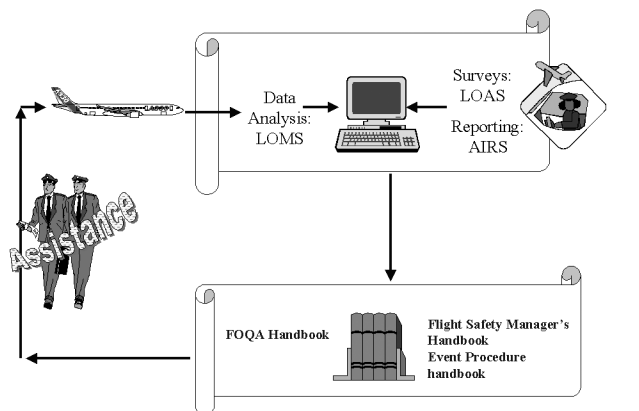 Data
Analysis:
LOMS
Surveys:
LOAS
Reporting:
AIRS
Assistance
FOQA Handbook
Flight Safety Manager's
Handbook
Event Procedure
handbook